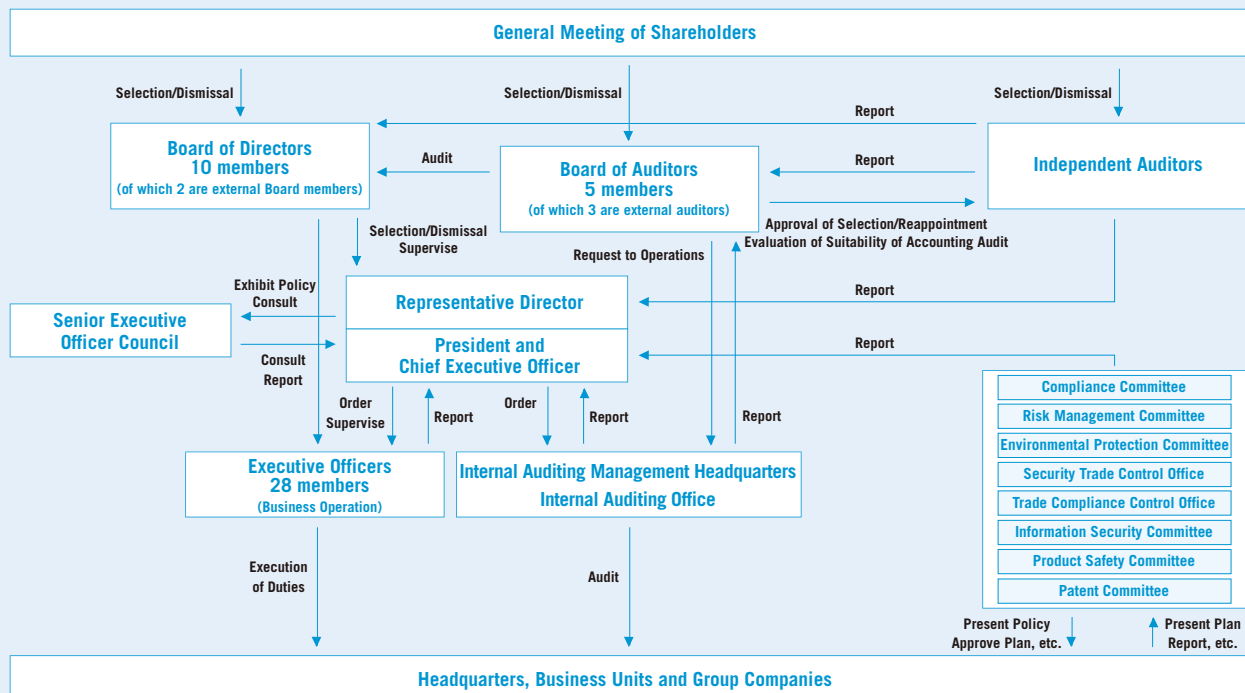 General Meeting of Shareholders
Selection/Dismissal
Selection/Dismissal
Selection/Dismissal
Report
Board of Directors
10 members
(of which 2 are external Board members)
Audit
Board of Auditors
5 members
(of which 3 are external auditors)
Report
Independent Auditors
Approval of Selection/Reappointment
Evaluation of Suitability of Accounting Audit
Selection/Dismissal
Supervise
Request to Operations
Exhibit Policy
Consult
Representative Director
Report
Senior Executive
Officer Council
President and
Chief Executive Officer
Consult
Report
Report
Order
Supervise
Report
Order
Report
Report
Compliance Committee
Risk Management Committee
Environmental Protection Committee
Security Trade Control Office
Trade Compliance Control Office
Information Security Committee
Product Safety Committee
Patent Committee
Executive Officers
28 members
(Business Operation)
Internal Auditing Management Headquarters
Internal Auditing Office
Execution
of Duties
Audit
Present Policy
Approve Plan, etc.
Present Plan
Report, etc.
Headquarters, Business Units and Group Companies